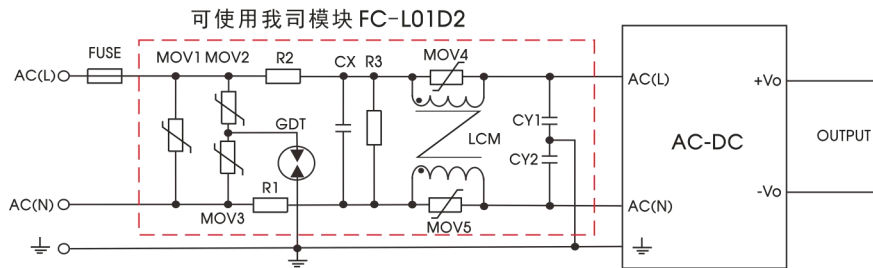 可使用我司模块 FC-L01D2
FUSE
MOV1 MOV2
R2
CX R3
MOV4
AC(L)
AC(L)
+Vo
GDT
CY1
LCM
CY2
AC-DC
OUTPUT
R1
AC(N)
MOV3
MOV5
AC(N)
-Vo